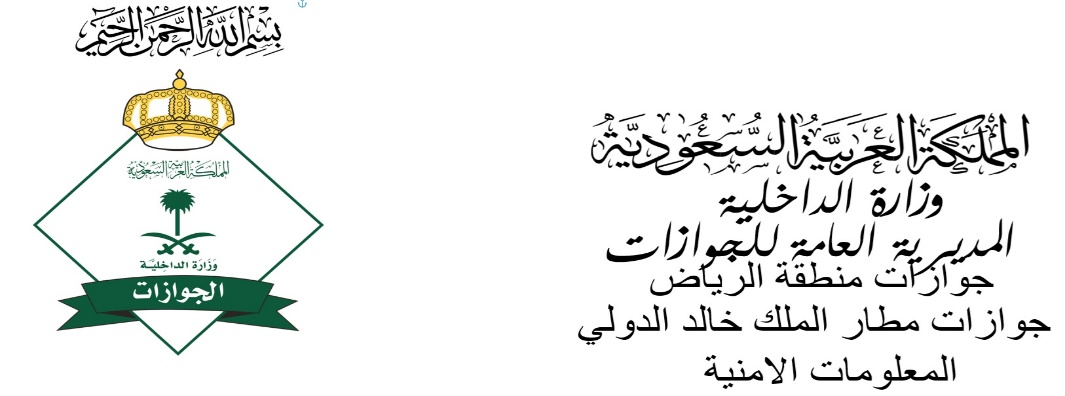 بسم الله الرحمن الرحيم
المملكة العربية السعودية
وزارة الداخلية
المديرية العامة للجوازات
جوازات منطقة الرياض
جوازات مطار الملك خالد الدولي
المعلومات الامنية
المملكة العربية السعودية
وزارة الداخلية
الجوازات